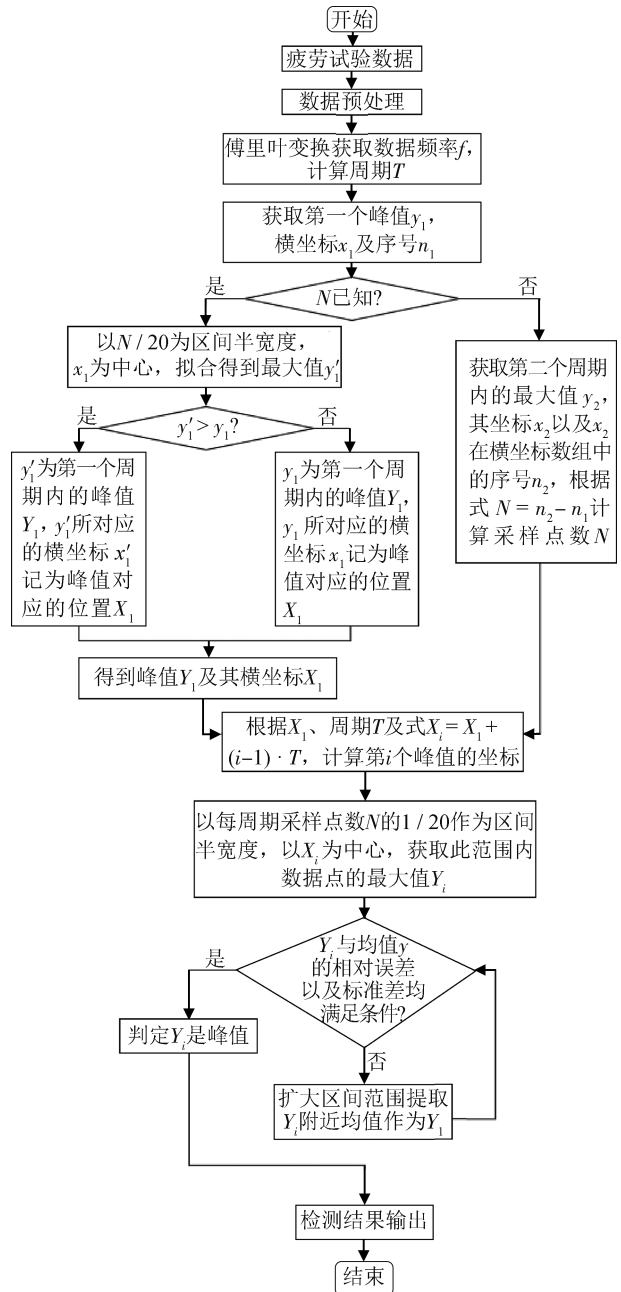 开始
疲劳试验数据
数据预处理
傅里叶变换获取数据频率f,
计算周期T
获取第一个峰值y₁,
横坐标x₁及序号n₁
是
N已知?
否
以N / 20为区间半宽度,
x₁为中心，拟合得到最大值y′₁
是
y′₁ > y₁?
否
y′₁为第一个周
期内的峰值
Y₁, y′₁所对应
的横坐标 x′₁
记为峰值对
应的位置X₁
y₁为第一个周
期内的峰值Y₁,
y₁所对应的横
坐标x₁记为峰
值对应的位置
X₁
获取第二个周期
内的最大值 y₂,
其坐标x₂以及x₂
在横坐标数组中
的序号n₂，根据
式 N = n₂ − n₁计
算采样点数N
得到峰值Y₁及其横坐标X₁
根据X₁、周期T及式Xᵢ = X₁ +
(i−1) · T，计算第i个峰值的坐标
以每周期采样点数N的1 / 20作为区间
半宽度，以Xᵢ为中心，获取此范围内
数据点的最大值Yᵢ
是
Yᵢ与均值y
的相对误差
以及标准差均
满足条件?
判定Yᵢ是峰值
否
扩大区间范围提取
Yᵢ附近均值作为Y₁
检测结果输出
结束